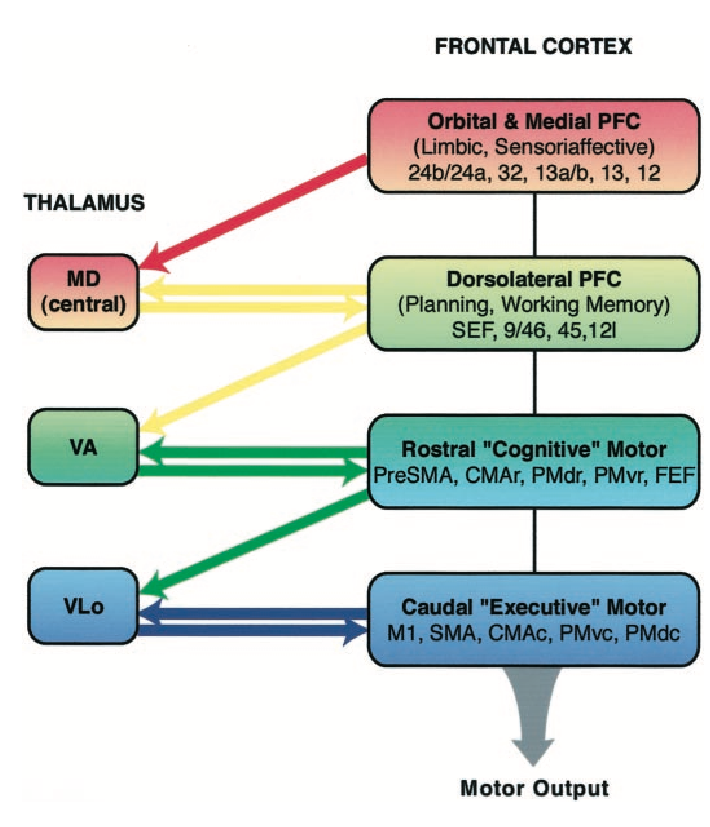 FRONTAL CORTEX
Orbital & Medial PFC
(Limbic, Sensoriaffective)
24b/24a, 32, 13a/b, 13, 12
THALAMUS
MD
(central)
Dorsolateral PFC
(Planning, Working Memory)
SEF, 9/46, 45,12l
VA
Rostral "Cognitive" Motor
PreSMA, CMAr, PMdr, PMvr, FEF
VLo
Caudal "Executive" Motor
M1, SMA, CMAc, PMvc, PMdc
Motor Output